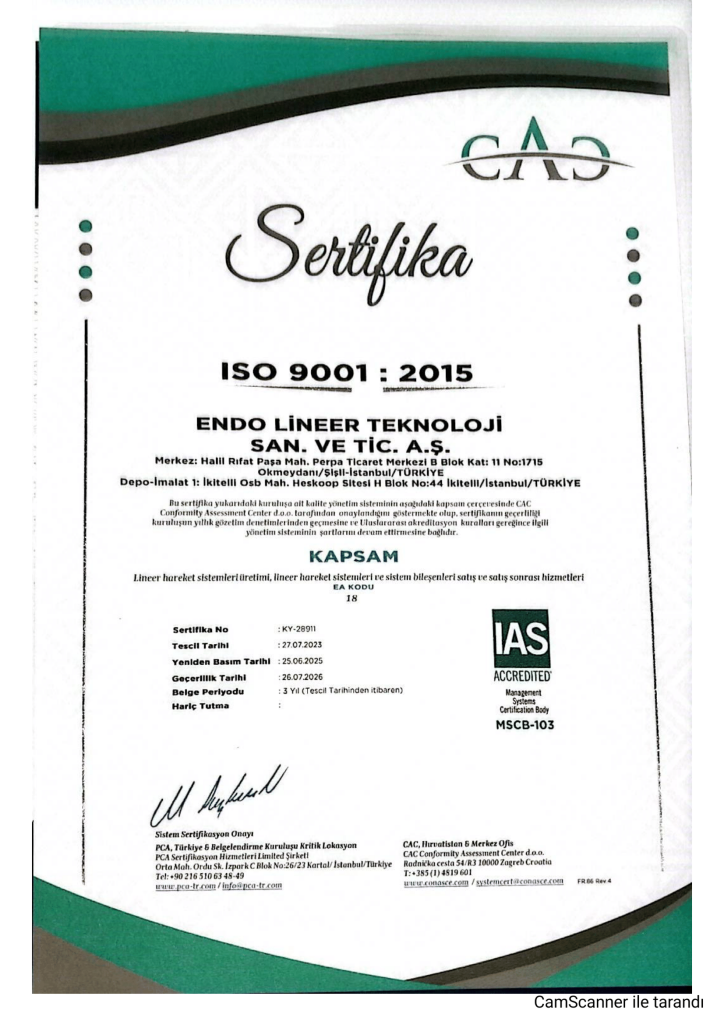 CAC
Sertifika
ISO 9001 : 2015
ENDO LİNEER TEKNOLOJİ
SAN. VE TİC. A.Ş.
Merkez: Halil Rıfat Paşa Mah. Perpa Ticaret Merkezi B Blok Kat: 11 No:1715
Okmeydanı/Şişli-İstanbul/TÜRKİYE
Depo-İmalat 1: İkitelli Osb Mah. Heskoop Sitesi H Blok No:44 İkitelli/İstanbul/TÜRKİYE
Bu sertifika yukarıdaki kuruluşa ait kalite yönetim sisteminin aşağıdaki kapsam çerçevesinde CAC
Conformity Assessment Center d.o.o. tarafından onaylandığını göstermekte olup, sertifikanın geçerliliği
kuruluşun yıllık gözetim denetimlerinden geçmesine ve Uluslararası akreditasyon kuralları gereğince ilgili
yönetim sisteminin şartlarını devam ettirmesine bağlıdır.
KAPSAM
Lineer hareket sistemleri üretimi, lineer hareket sistemleri ve sistem bileşenleri satış ve satış sonrası hizmetleri
EA KODU
18
Sertifika No : KY-28911
Tescil Tarihi : 27.07.2023
Yeniden Basım Tarihi : 25.06.2025
Geçerlilik Tarihi : 26.07.2026
Belge Periyodu : 3 Yıl (Tescil Tarihinden itibaren)
Hariç Tutma :
IAS
ACCREDITED
Management
Systems
Certification Body
MSCB-103
Sistem Sertifikasyon Onayı
PCA, Türkiye & Belgelendirme Kuruluşu Kritik Lokasyon
PCA Sertifikasyon Hizmetleri Limited Şirketi
Orta Mah. Ordu Sk. İzpark C Blok No:26/23 Kartal/ İstanbul/Türkiye
Tel: +90 216 510 63 48-49
www.pca-tr.com / info@pca-tr.com
CAC, Hırvatistan & Merkez Ofis
CAC Conformity Assessment Center d.o.o.
Radnička cesta 54/R3 10000 Zagreb Croatia
T: +385 (1) 4819 601
www.conasce.com / systemcert@conasce.com
FR.86 Rev.4
CamScanner ile tarandı